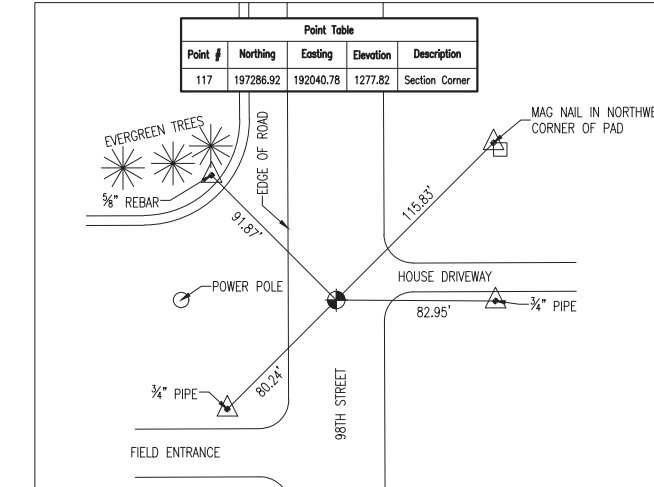 Point Table
Point # Northing Easting Elevation Description
117 197286.92 192040.78 1277.82 Section Corner
EVERGREEN TREES
EDGE OF ROAD
MAG NAIL IN NORTHWE
CORNER OF PAD
⅝" REBAR
91.87'
115.83'
HOUSE DRIVEWAY
POWER POLE
82.95'
¾" PIPE
¾" PIPE
80.24'
98TH STREET
FIELD ENTRANCE